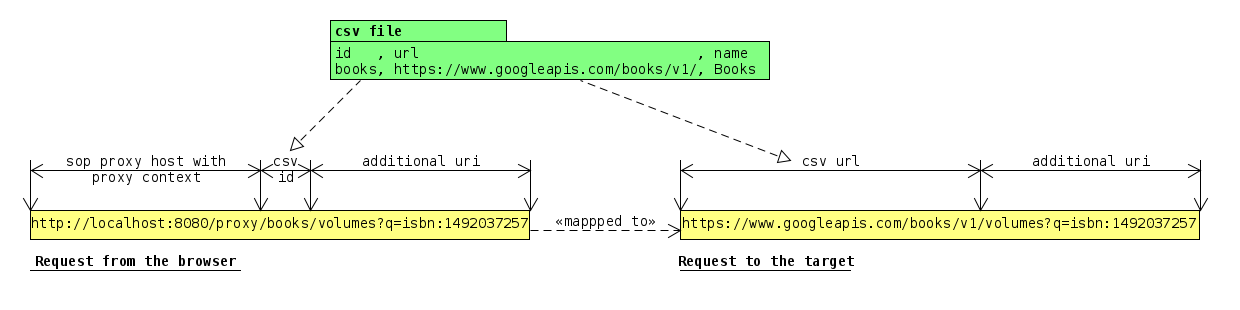 csv file
id   , url                                  , name
books, https://www.googleapis.com/books/v1/, Books
sop proxy host with
proxy context
csv
id
additional uri
csv url
additional uri
http://localhost:8080/proxy/books/volumes?q=isbn:1492037257
«mappped to»
https://www.googleapis.com/books/v1/volumes?q=isbn:1492037257
Request from the browser
Request to the target